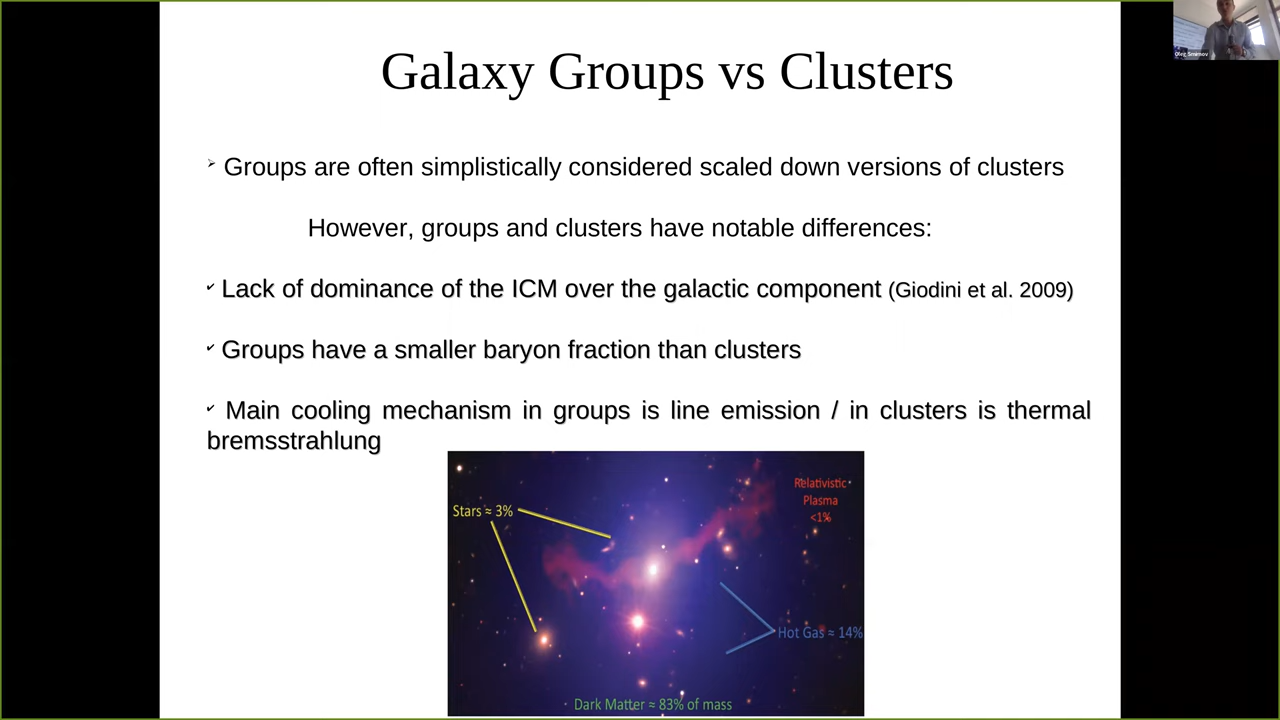 Galaxy Groups vs Clusters
Oleg Smirnov
➢ Groups are often simplistically considered scaled down versions of clusters
However, groups and clusters have notable differences:
✔ Lack of dominance of the ICM over the galactic component (Giodini et al. 2009)
✔ Groups have a smaller baryon fraction than clusters
✔ Main cooling mechanism in groups is line emission / in clusters is thermal
bremsstrahlung
Relativistic
Plasma
<1%
Stars ≈ 3%
Hot Gas ≈ 14%
Dark Matter ≈ 83% of mass